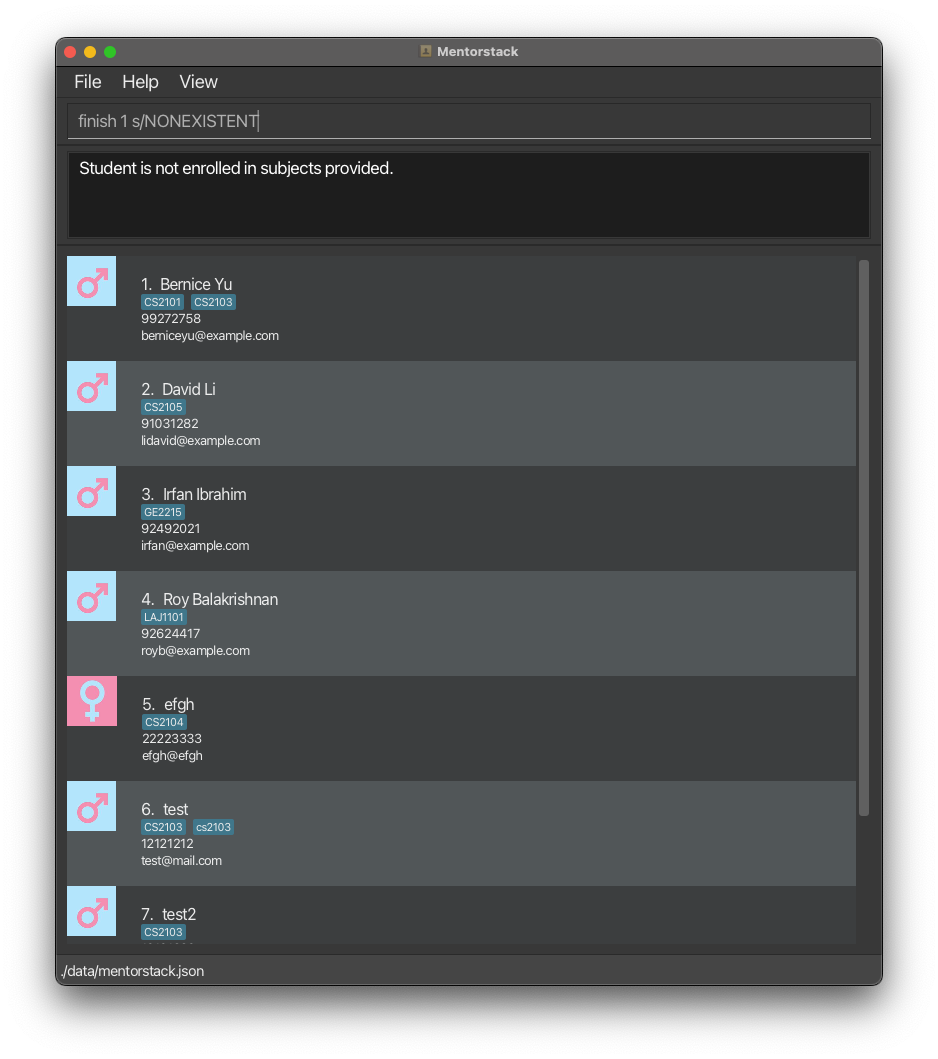 Mentorstack
File Help View
finish 1 s/NONEXISTENT
Student is not enrolled in subjects provided.
1. Bernice Yu
CS2101 CS2103
99272758
berniceyu@example.com
2. David Li
CS2105
91031282
lidavid@example.com
3. Irfan Ibrahim
GE2215
92492021
irfan@example.com
4. Roy Balakrishnan
LAJ1101
92624417
royb@example.com
5. efgh
CS2104
22223333
efgh@efgh
6. test
CS2103 cs2103
12121212
test@mail.com
7. test2
CS2103
./data/mentorstack.json